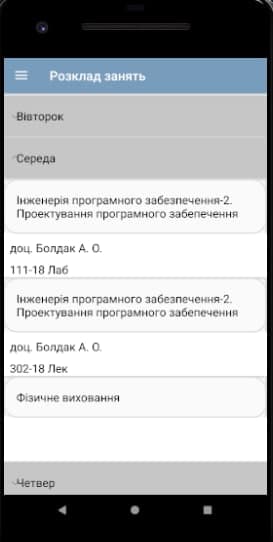 Розклад занять
Вівторок
Середа
Інженерія програмного забезпечення-2.
Проектування програмного забепечення
доц. Болдак А. О.
111-18 Лаб
Інженерія програмного забезпечення-2.
Проектування програмного забепечення
доц. Болдак А. О.
302-18 Лек
Фізичне виховання
Четвер